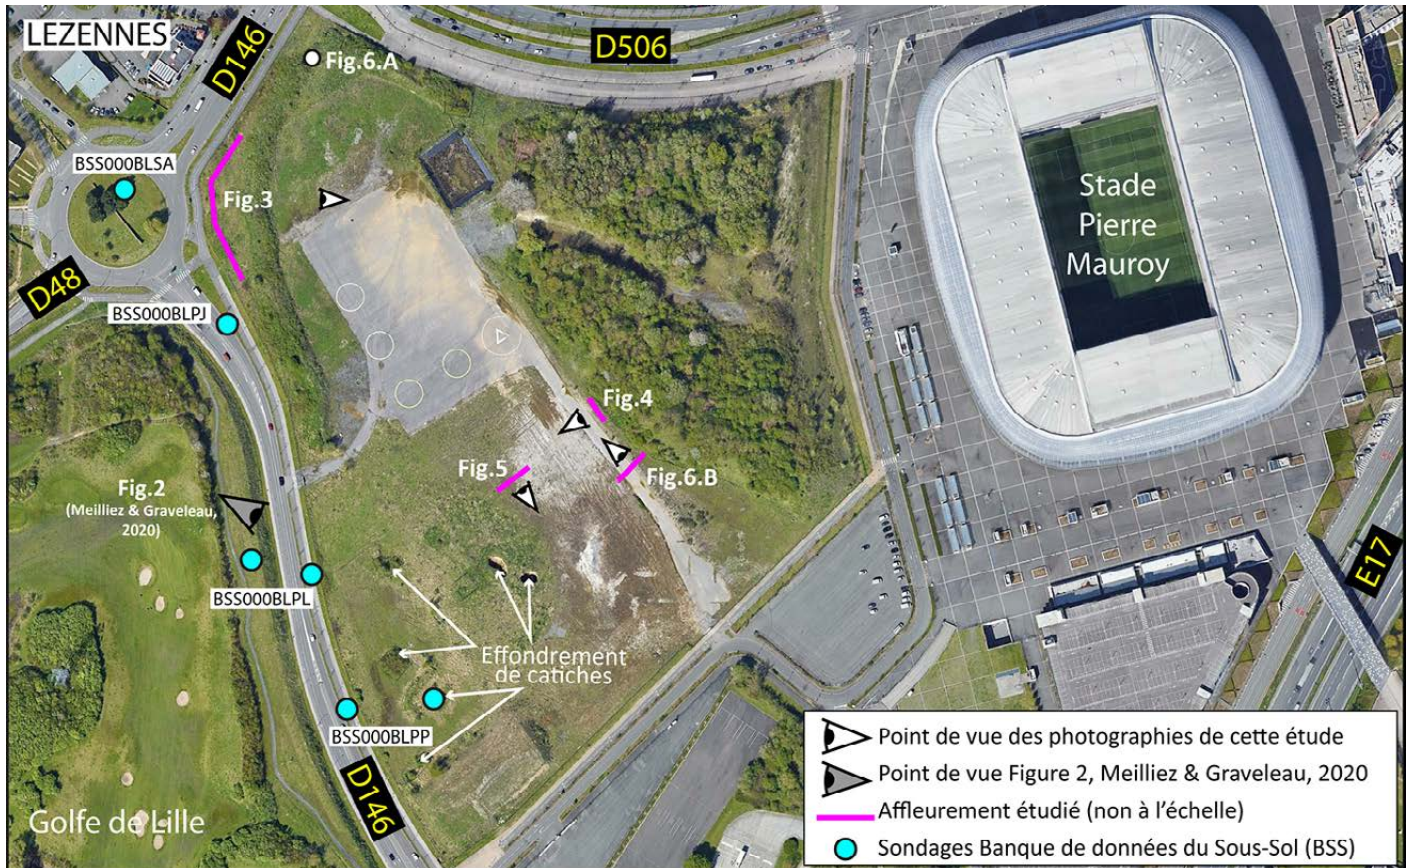 LEZENNES
D146
D506
Fig.6.A
BSS000BLSA
Fig.3
Stade
Pierre
Mauroy
D48
BSS000BLPJ
Fig.4
Fig.5
Fig.6.B
Fig.2
(Meilliez & Graveleau,
2020)
E17
BSS000BLPL
Effondrement
de catiches
BSS000BLPP
D146
Golfe de Lille
Point de vue des photographies de cette étude
Point de vue Figure 2, Meilliez & Graveleau, 2020
Affleurement étudié (non à l'échelle)
Sondages Banque de données du Sous-Sol (BSS)